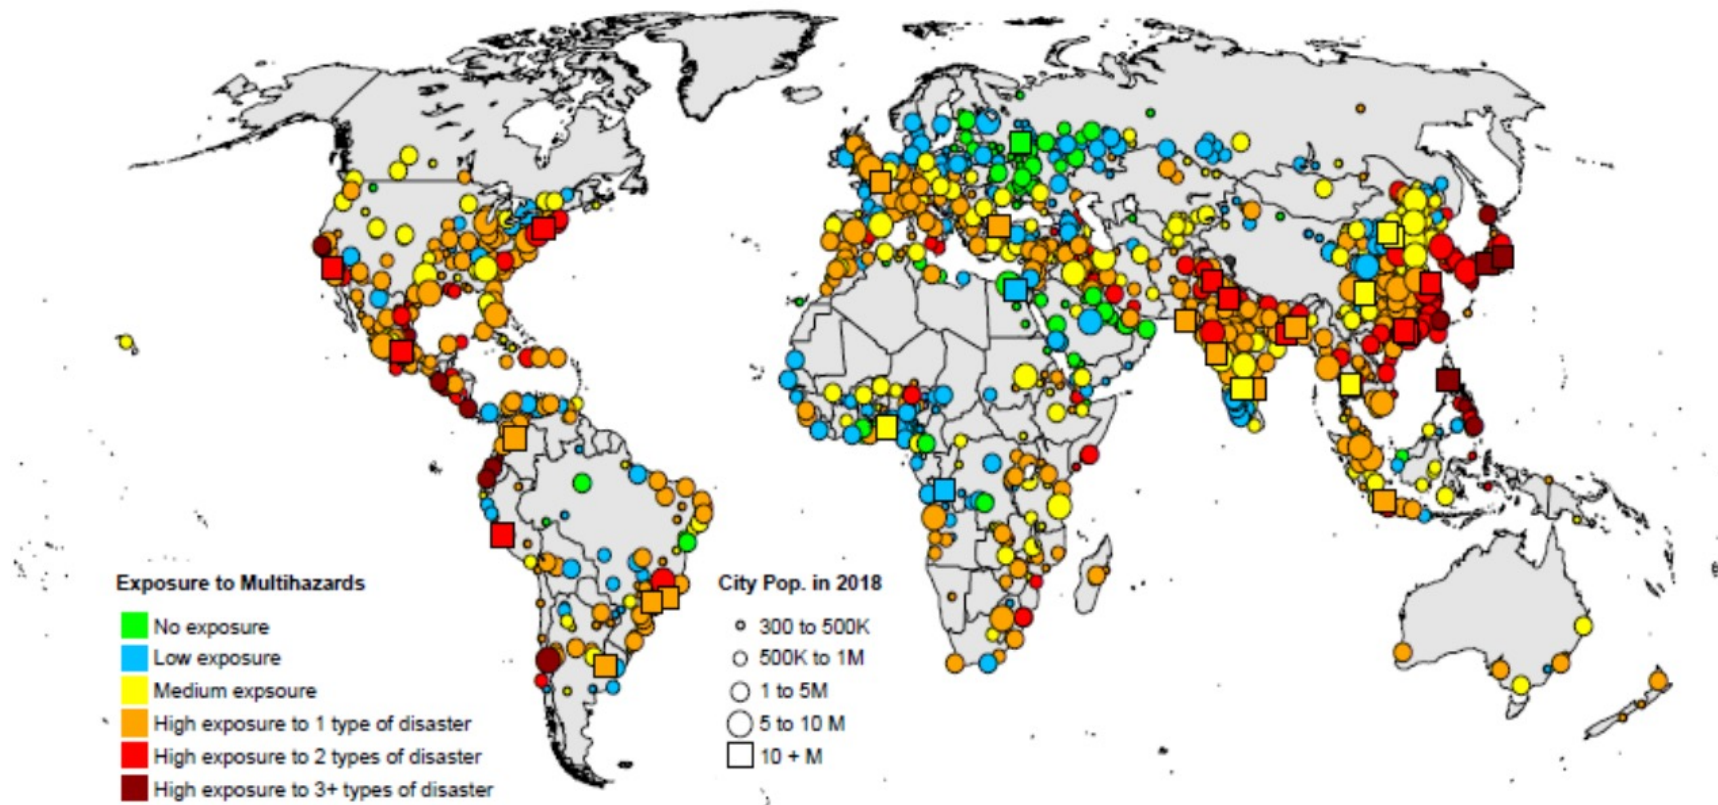 Exposure to Multihazards
No exposure
Low exposure
Medium expsoure
High exposure to 1 type of disaster
High exposure to 2 types of disaster
High exposure to 3+ types of disaster
City Pop. in 2018
300 to 500K
500K to 1M
1 to 5M
5 to 10 M
10 + M